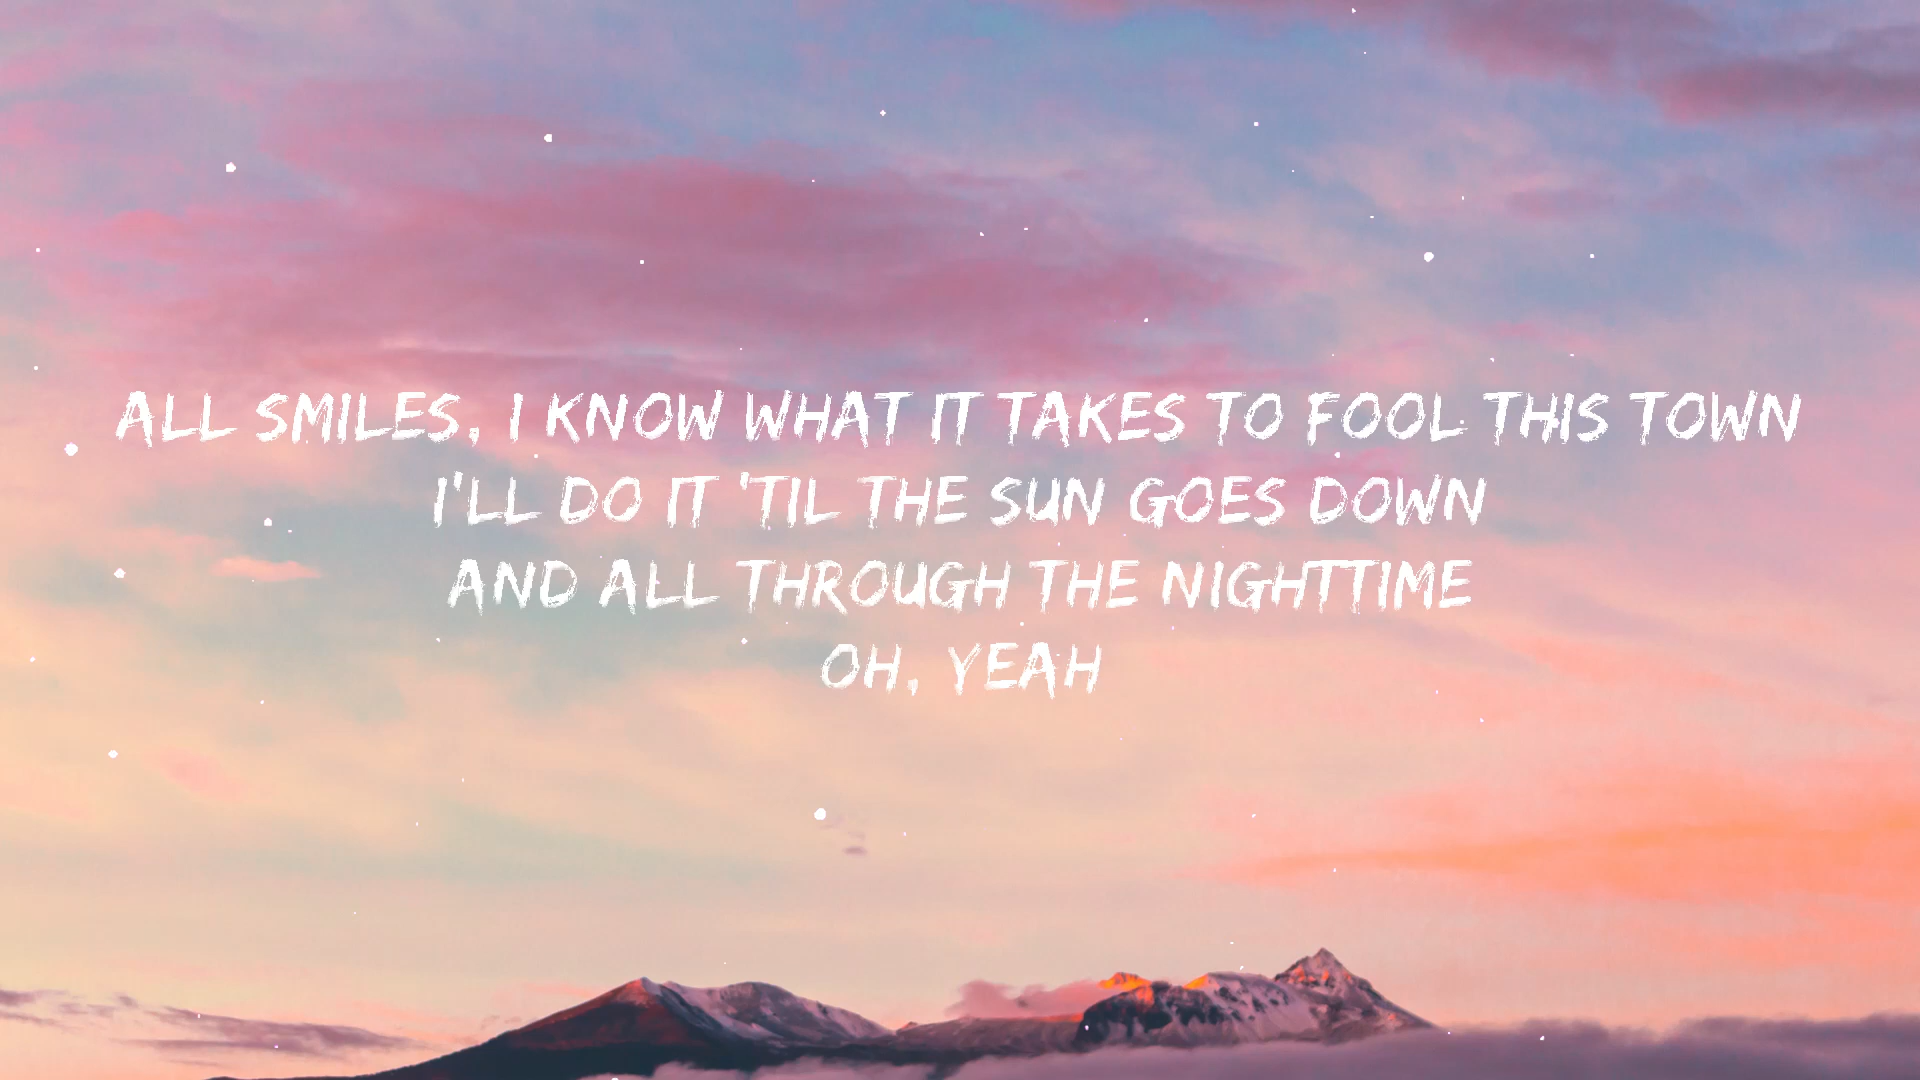 ALL SMILES, I KNOW WHAT IT TAKES TO FOOL THIS TOWN
I'LL DO IT 'TIL THE SUN GOES DOWN
AND ALL THROUGH THE NIGHTTIME
OH, YEAH